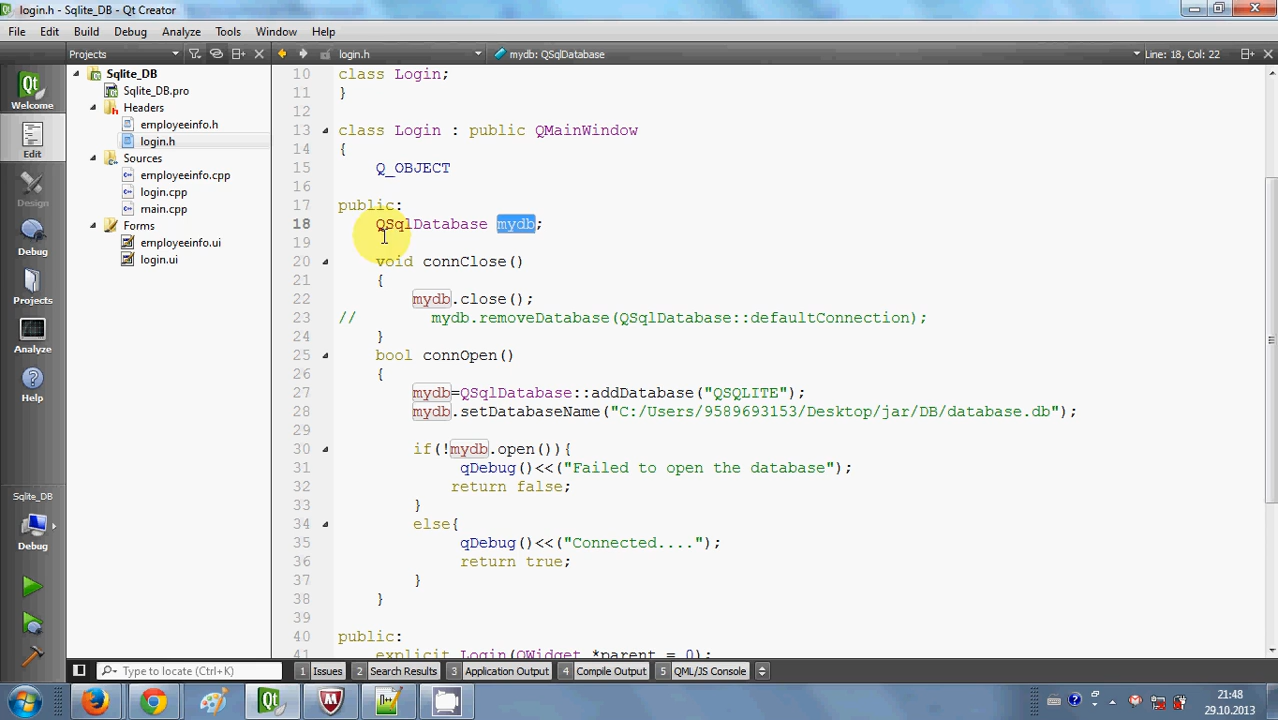 login.h - Sqlite_DB - Qt Creator
File Edit Build Debug Analyze Tools Window Help
Projects login.h mydb: QSqlDatabase Line: 18, Col: 22
Welcome
Edit
Design
Debug
Projects
Analyze
Help
Sqlite_DB
Debug
Sqlite_DB
Sqlite_DB.pro
Headers
employeeinfo.h
login.h
Sources
employeeinfo.cpp
login.cpp
main.cpp
Forms
employeeinfo.ui
login.ui
10 class Login;
11 }
12
13 class Login : public QMainWindow
14 {
15 Q_OBJECT
16
17 public:
18 QSqlDatabase mydb;
19
20 void connClose()
21 {
22 mydb.close();
23 // mydb.removeDatabase(QSqlDatabase::defaultConnection);
24 }
25 bool connOpen()
26 {
27 mydb=QSqlDatabase::addDatabase("QSQLITE");
28 mydb.setDatabaseName("C:/Users/9589693153/Desktop/jar/DB/database.db");
29
30 if(!mydb.open()){
31 qDebug()<<("Failed to open the database");
32 return false;
33 }
34 else{
35 qDebug()<<("Connected....");
36 return true;
37 }
38 }
39
40 public:
41 explicit Login(QWidget *parent = 0);
Type to locate (Ctrl+K) 1 Issues 2 Search Results 3 Application Output 4 Compile Output 5 QML/JS Console
21:48
29.10.2013